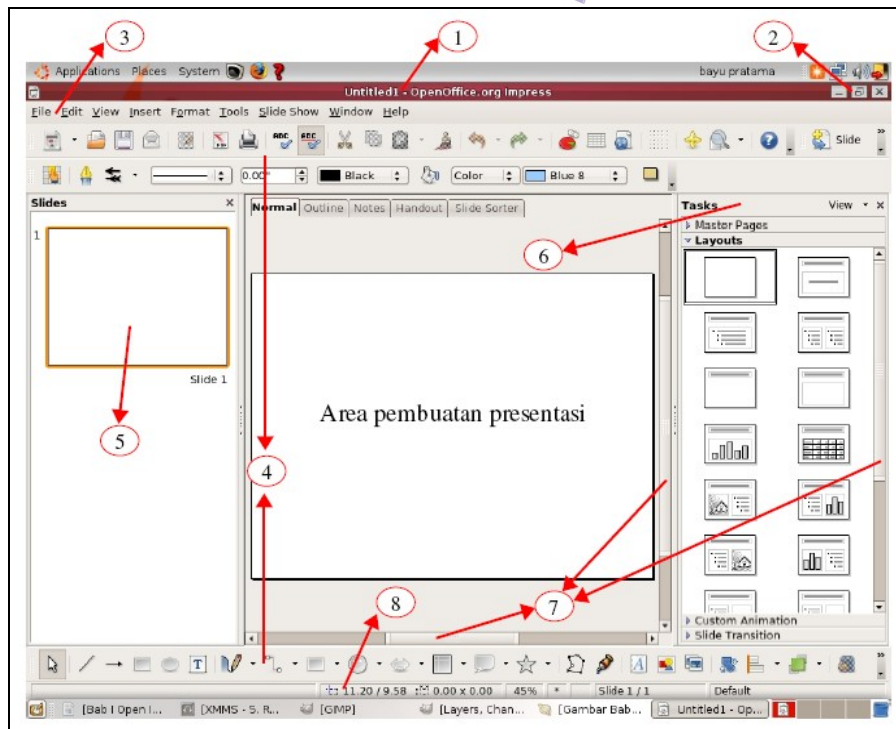 3
1
2
Applications Places System
bayu pratama
Untitled1 - OpenOffice.org Impress
File Edit View Insert Format Tools Slide Show Window Help
Slide
0.00"
Black
Color
Blue 8
Slides
Normal Outline Notes Handout Slide Sorter
Tasks
View
Master Pages
Layouts
6
1
Slide 1
Area pembuatan presentasi
5
4
8
7
Custom Animation
Slide Transition
11.20 / 9.58 0.00 x 0.00 45% * Slide 1 / 1 Default
[Bab I Open I... [XMMS - S. R... [GIMP] [Layers, Chan... [Gambar Bab... Untitled1 - Op...